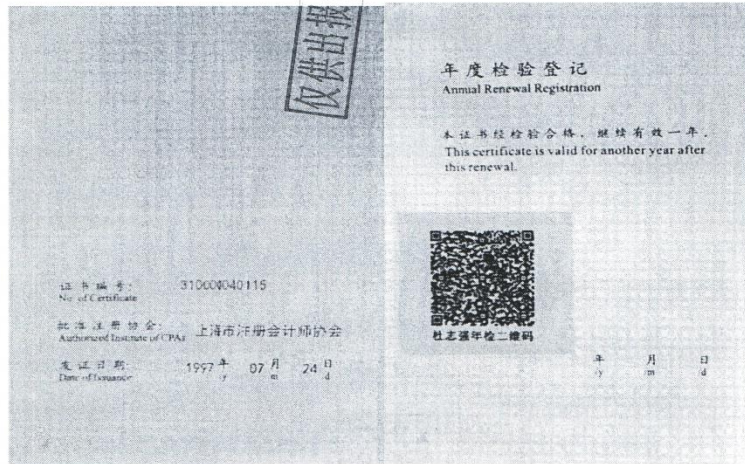 仅供出报
证书编号:
No. of Certificate
310000040115
批准注册协会:
Authorized Institute of CPAs
上海市注册会计师协会
发证日期:
Date of Issuance
1997 年 07 月 24 日
y m d
年度检验登记
Annual Renewal Registration
本证书经检验合格,继续有效一年。
This certificate is valid for another year after
this renewal.
杜志强年检二维码
年 月 日
y m d